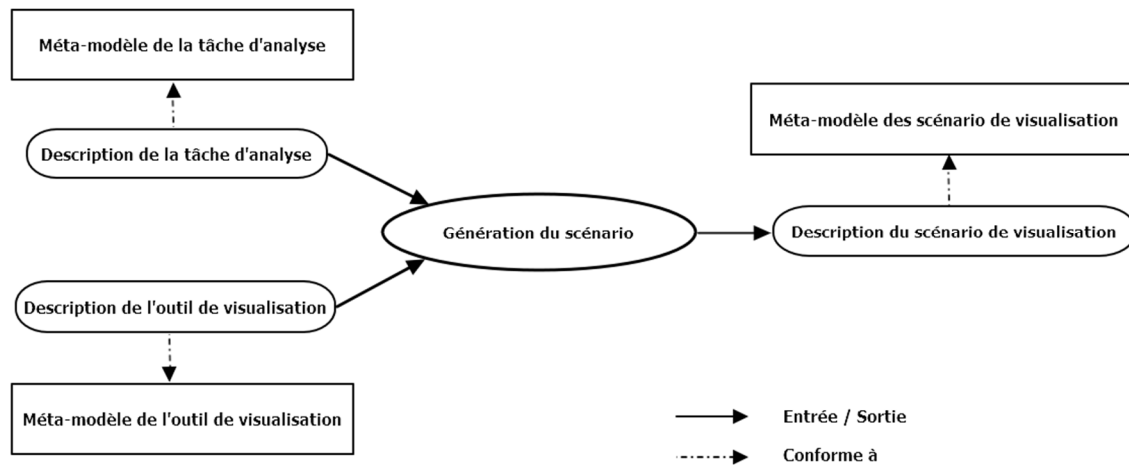 Méta-modèle de la tâche d'analyse
Description de la tâche d'analyse
Méta-modèle des scénario de visualisation
Génération du scénario
Description du scénario de visualisation
Description de l'outil de visualisation
Méta-modèle de l'outil de visualisation
Entrée / Sortie
Conforme à